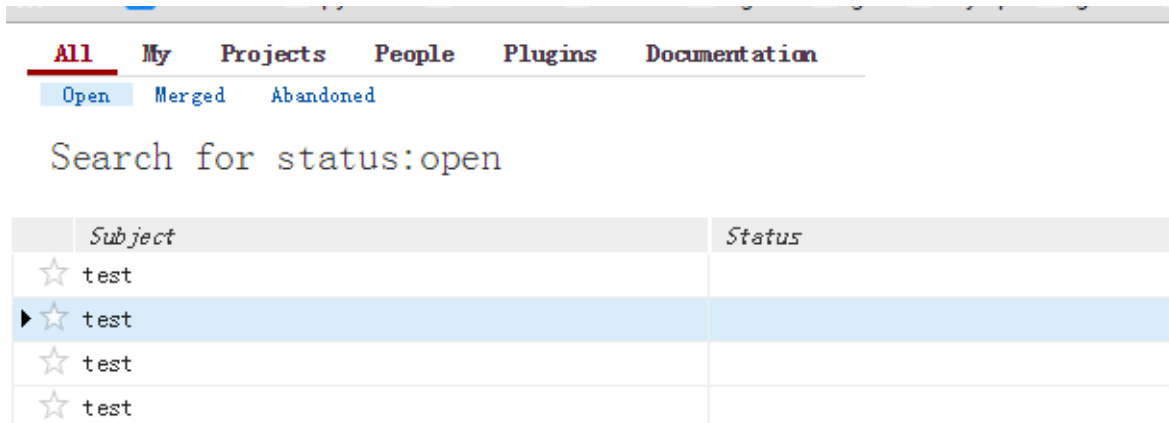 All My Projects People Plugins Documentation
Open Merged Abandoned
Search for status:open
Subject Status
test
test
test
test